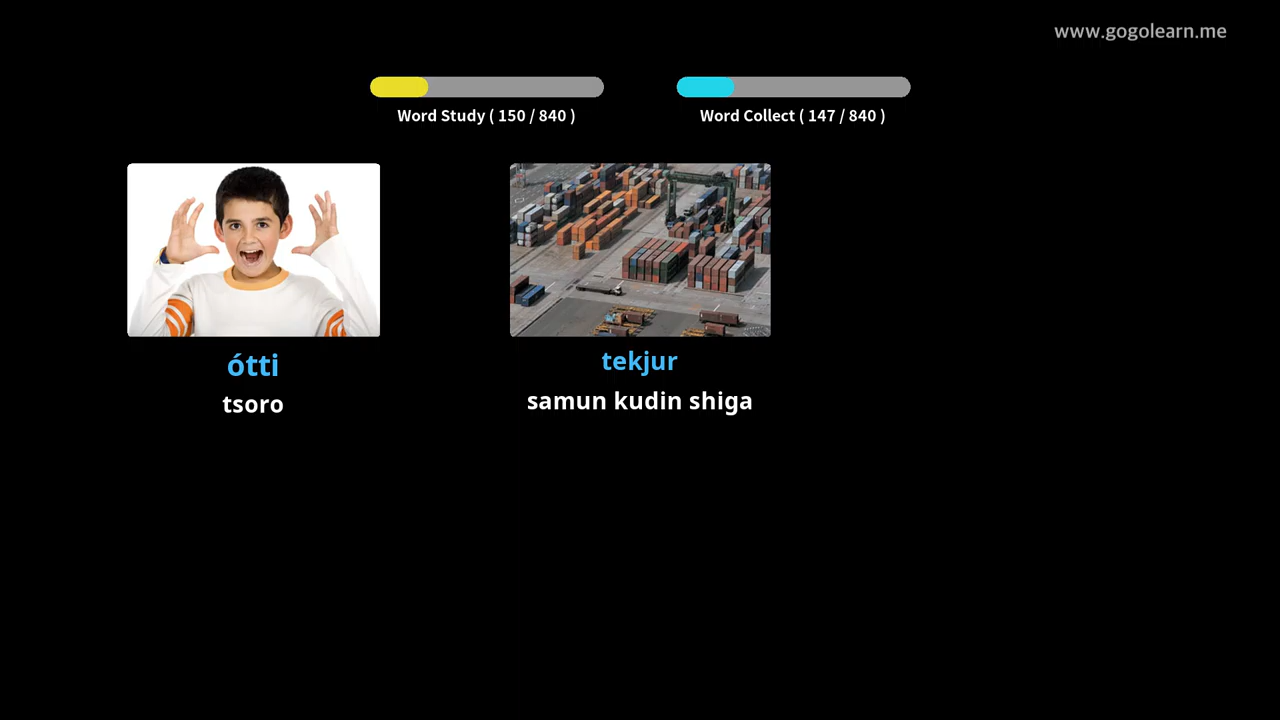 www.gogolearn.me
Word Study ( 150 / 840 )
Word Collect ( 147 / 840 )
ótti
tsoro
tekjur
samun kudin shiga